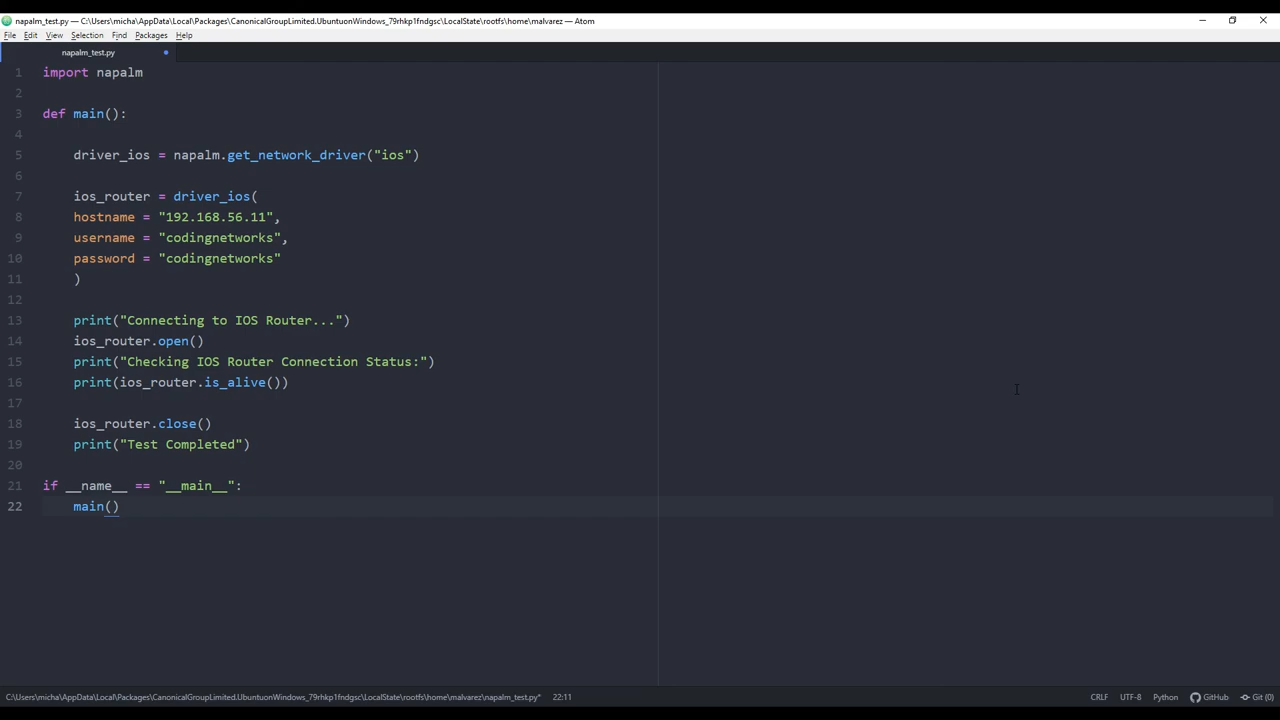 napalm_test.py — C:\Users\micha\AppData\Local\Packages\CanonicalGroupLimited.UbuntuonWindows_79rhkp1fndgsc\LocalState\rootfs\home\malvarez — Atom
File Edit View Selection Find Packages Help
napalm_test.py
1 import napalm
2
3 def main():
4
5     driver_ios = napalm.get_network_driver("ios")
6
7     ios_router = driver_ios(
8     hostname = "192.168.56.11",
9     username = "codingnetworks",
10     password = "codingnetworks"
11     )
12
13     print("Connecting to IOS Router...")
14     ios_router.open()
15     print("Checking IOS Router Connection Status:")
16     print(ios_router.is_alive())
17
18     ios_router.close()
19     print("Test Completed")
20
21 if __name__ == "__main__":
22     main()
C:\Users\micha\AppData\Local\Packages\CanonicalGroupLimited.UbuntuonWindows_79rhkp1fndgsc\LocalState\rootfs\home\malvarez\napalm_test.py* 22:11 CRLF UTF-8 Python GitHub Git (0)